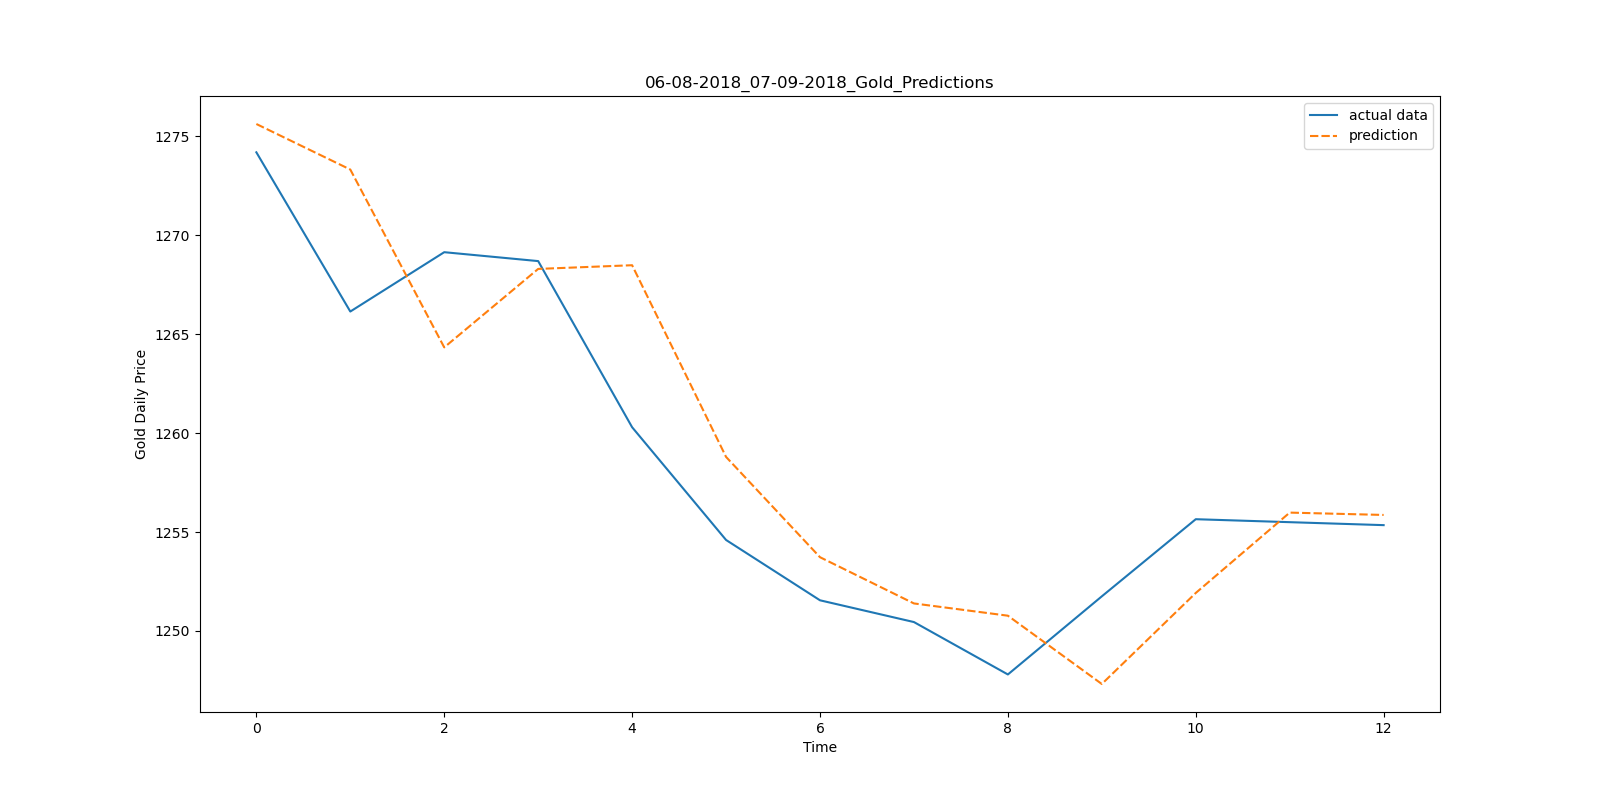 06-08-2018_07-09-2018_Gold_Predictions
actual data
prediction
1275
1270
1265
1260
1255
1250
Gold Daily Price
0 2 4 6 8 10 12
Time